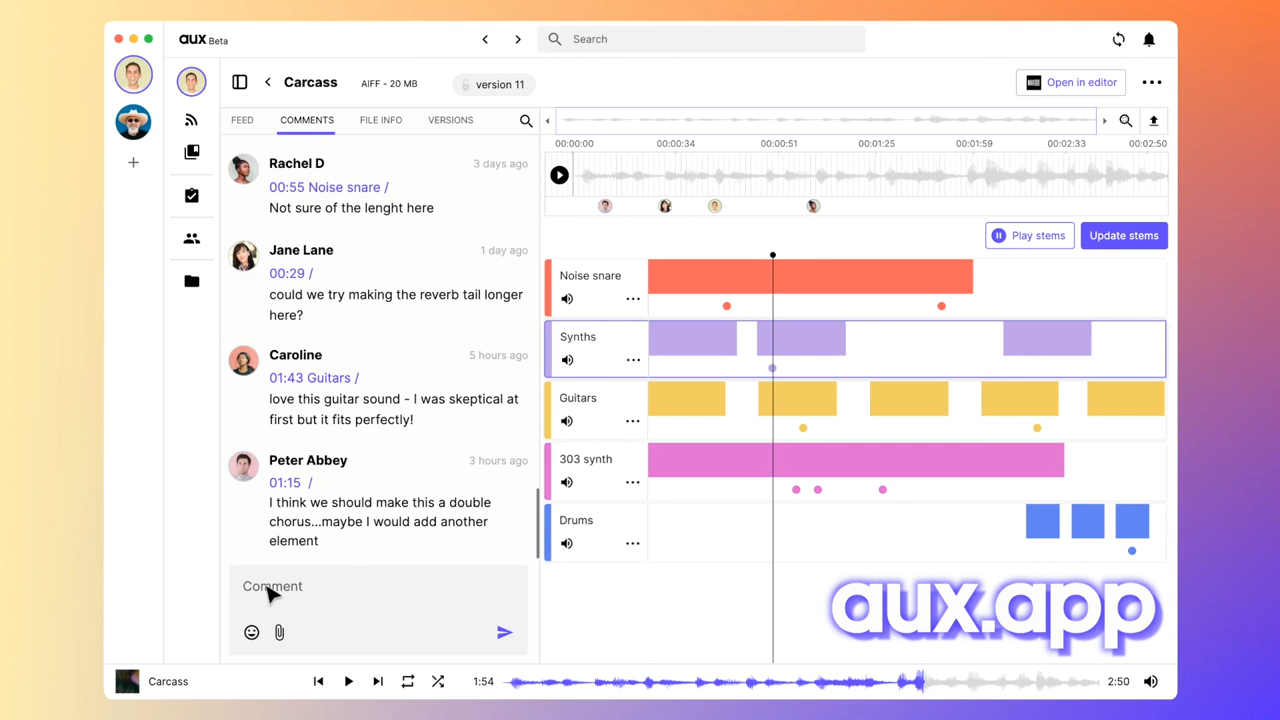 aux Beta
Search
Carcass
AIFF - 20 MB
version 11
Open in editor
FEED
COMMENTS
FILE INFO
VERSIONS
Rachel D
3 days ago
00:55 Noise snare /
Not sure of the lenght here
Jane Lane
1 day ago
00:29 /
could we try making the reverb tail longer
here?
Caroline
5 hours ago
01:43 Guitars /
love this guitar sound - I was skeptical at
first but it fits perfectly!
Peter Abbey
3 hours ago
01:15 /
I think we should make this a double
chorus...maybe I would add another
element
Comment
00:00:00
00:00:34
00:00:51
00:01:25
00:01:59
00:02:33
00:02:50
Play stems
Update stems
Noise snare
Synths
Guitars
303 synth
Drums
aux.app
Carcass
1:54
2:50